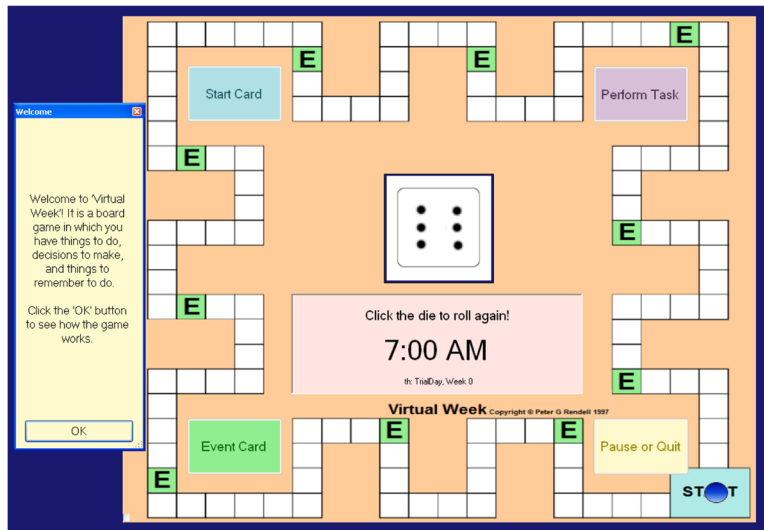 E
E
E
Start Card
Perform Task
Welcome
E
Welcome to 'Virtual
Week'! It is a board
game in which you
have things to do,
decisions to make,
and things to
remember to do.
Click the 'OK' button
to see how the game
works.
OK
E
E
Click the die to roll again!
7:00 AM
th: TrialDay, Week 0
E
Virtual Week Copyright © Peter G Rendell 1997
E
E
Event Card
Pause or Quit
E
ST T